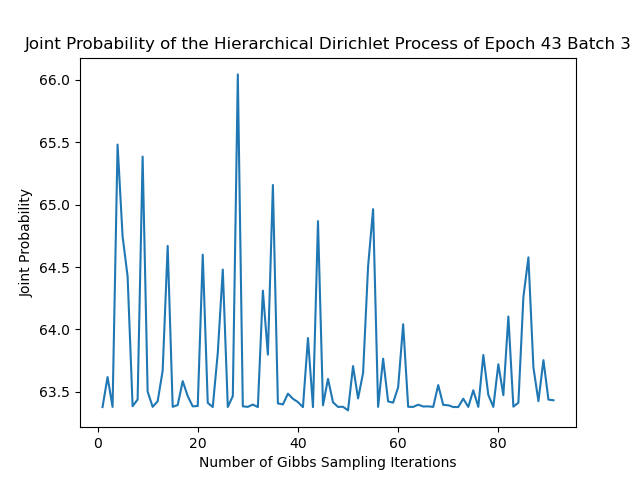 Joint Probability of the Hierarchical Dirichlet Process of Epoch 43 Batch 3
66.0
65.5
65.0
64.5
64.0
63.5
Joint Probability
0 20 40 60 80
Number of Gibbs Sampling Iterations